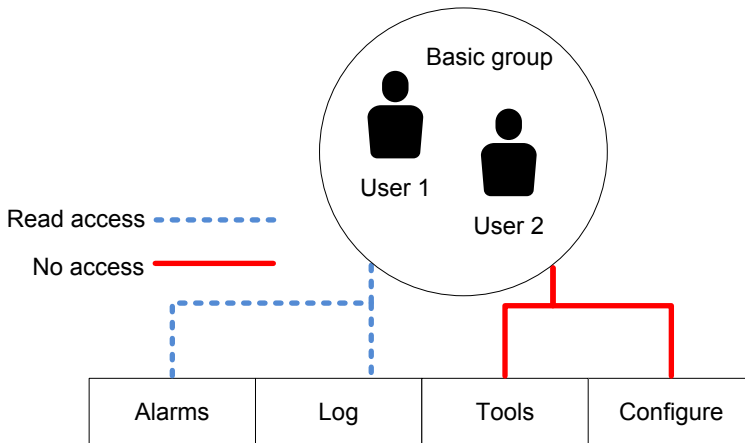 Basic group
User 1
User 2
Read access
No access
Alarms
Log
Tools
Configure